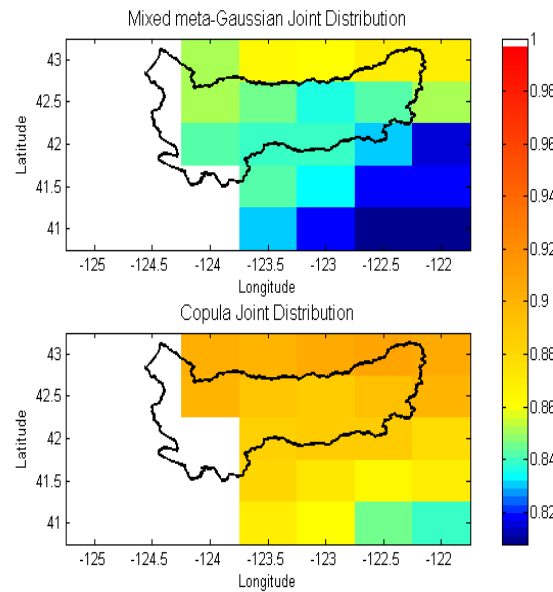 Mixed meta-Gaussian Joint Distribution
43
42.5
42
41.5
41
Latitude
-125 -124.5 -124 -123.5 -123 -122.5 -122
Longitude
Copula Joint Distribution
43
42.5
42
41.5
41
Latitude
-125 -124.5 -124 -123.5 -123 -122.5 -122
Longitude
1
0.98
0.96
0.94
0.92
0.9
0.88
0.86
0.84
0.82